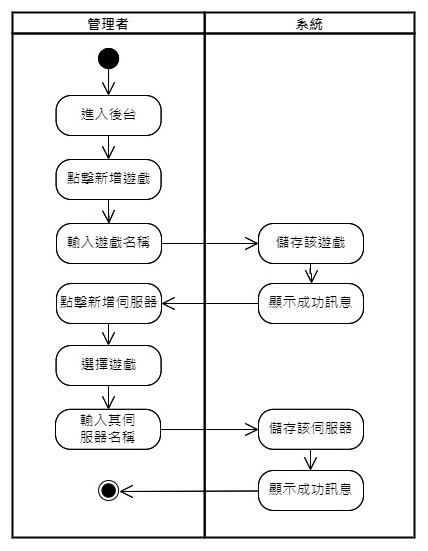 管理者
系統
進入後台
點擊新增遊戲
輸入遊戲名稱
儲存該遊戲
顯示成功訊息
點擊新增伺服器
選擇遊戲
輸入其伺
服器名稱
儲存該伺服器
顯示成功訊息